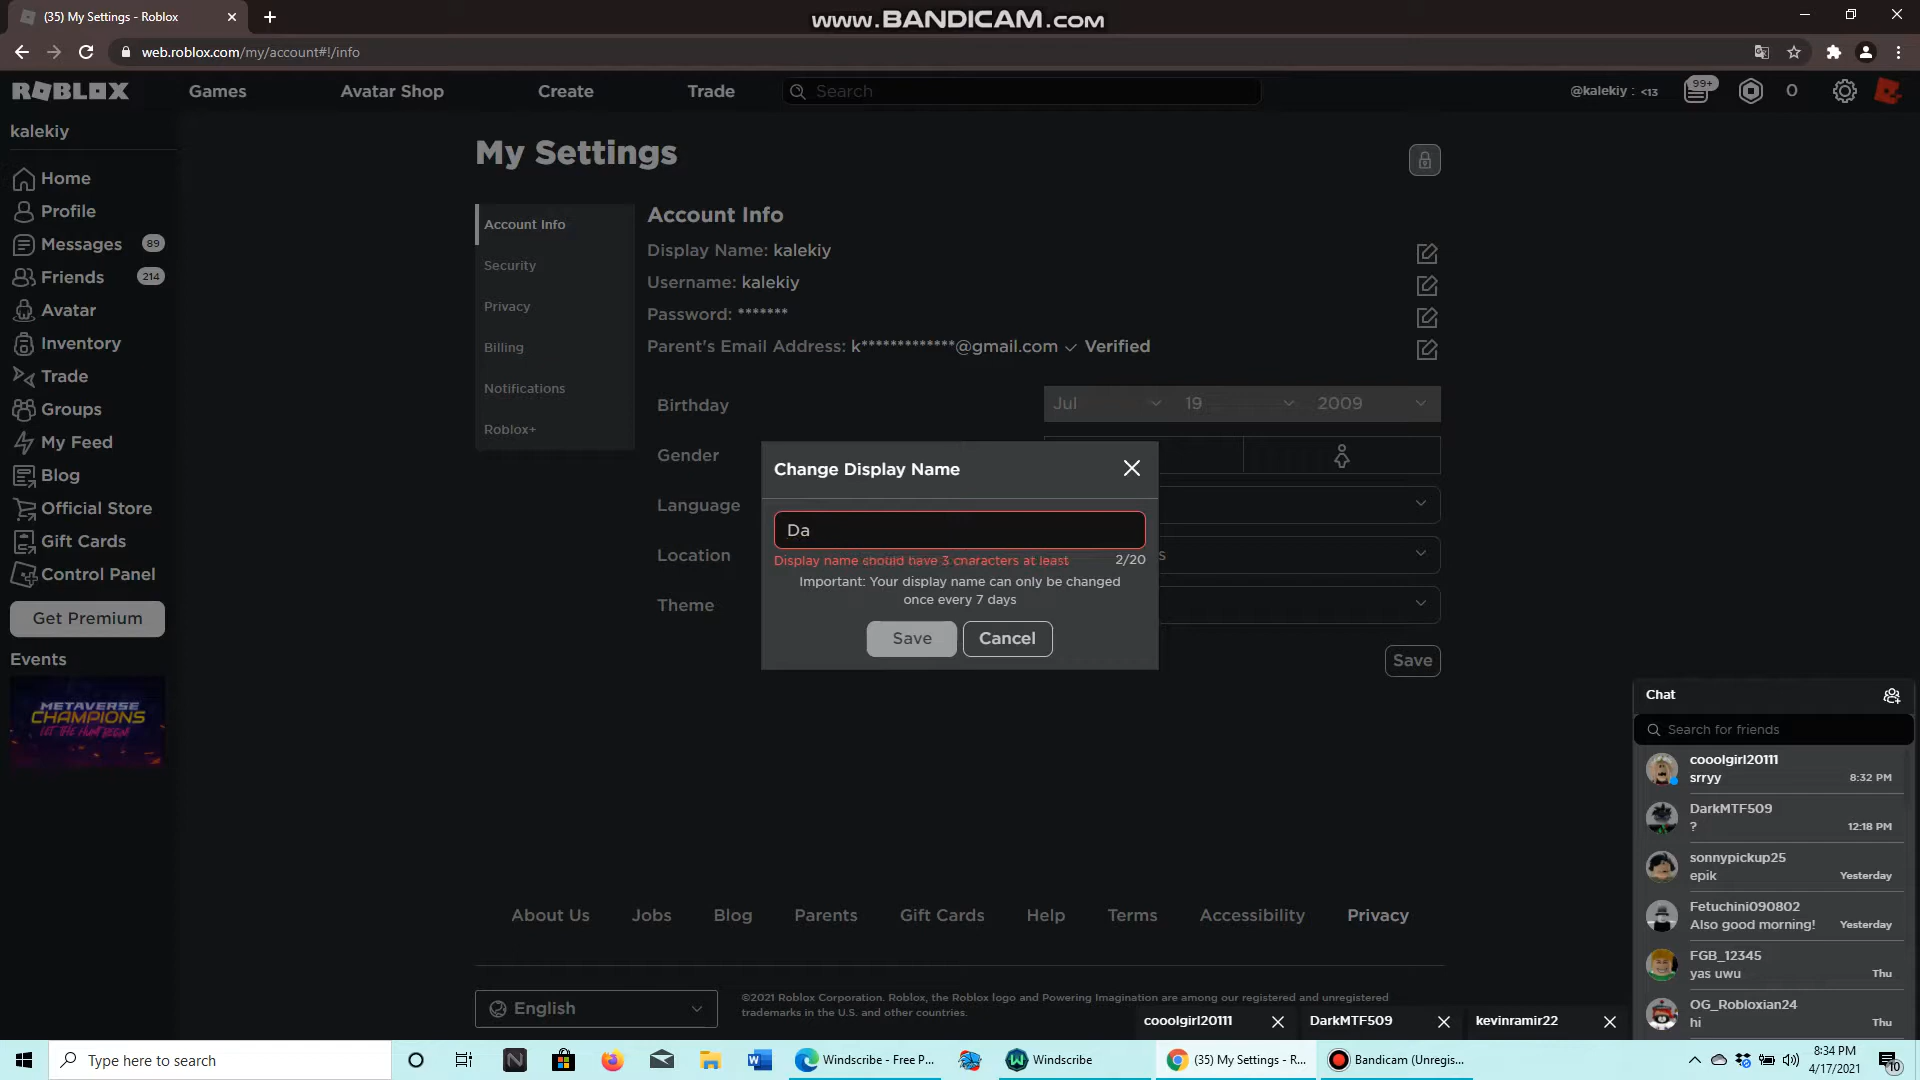 (35) My Settings - Roblox
www.BANDICAM.COM
web.roblox.com/my/account#!/info
ROBLOX
Games
Avatar Shop
Create
Trade
Search
@kalekiy : <13
99+
0
kalekiy
Home
Profile
Messages 89
Friends 214
Avatar
Inventory
Trade
Groups
My Feed
Blog
Official Store
Gift Cards
Control Panel
Get Premium
Events
METAVERSE
CHAMPIONS
LET THE HUNT BEGIN!
My Settings
Account Info
Security
Privacy
Billing
Notifications
Roblox+
Account Info
Display Name: kalekiy
Username: kalekiy
Password: *******
Parent's Email Address: k*************@gmail.com Verified
Birthday
Jul 19 2009
Gender
Language
Location
s
Theme
Save
Change Display Name
Da
Display name should have 3 characters at least 2/20
Important: Your display name can only be changed
once every 7 days
Save
Cancel
About Us
Jobs
Blog
Parents
Gift Cards
Help
Terms
Accessibility
Privacy
English
©2021 Roblox Corporation. Roblox, the Roblox logo and Powering Imagination are among our registered and unregistered
trademarks in the U.S. and other countries.
Chat
Search for friends
cooolgirl20111
srryy 8:32 PM
DarkMTF509
? 12:18 PM
sonnypickup25
epik Yesterday
Fetuchini090802
Also good morning! Yesterday
FGB_12345
yas uwu Thu
OG_Robloxian24
hi Thu
cooolgirl20111
DarkMTF509
kevinramir22
Type here to search
Windscribe - Free P...
Windscribe
(35) My Settings - R...
Bandicam (Unregis...
8:34 PM
4/17/2021
10